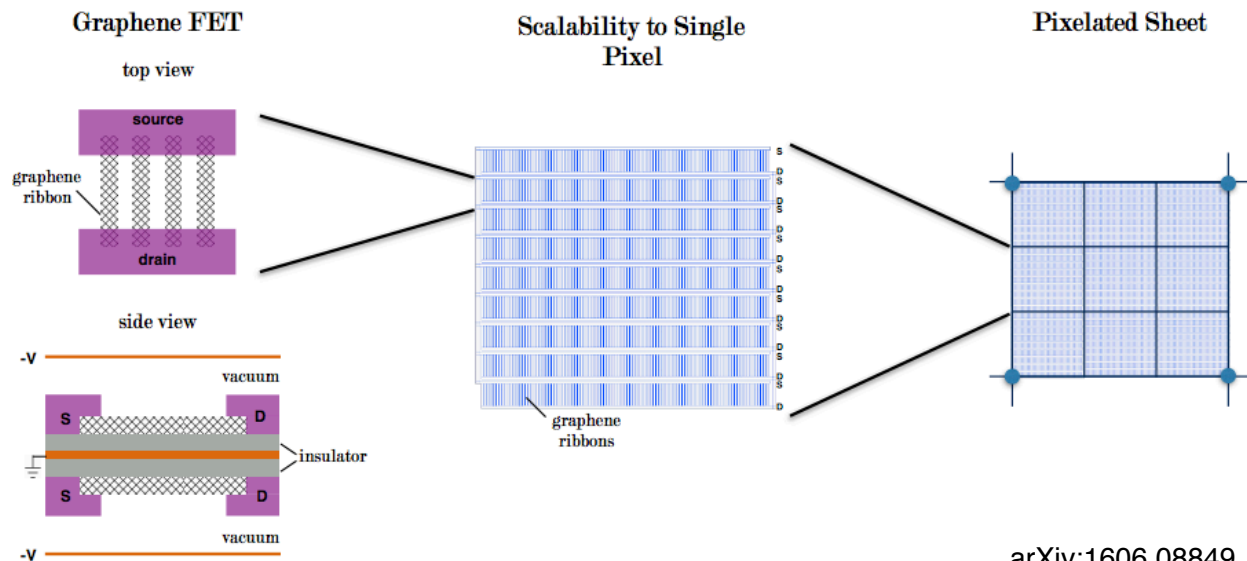 Graphene FET
top view
source
graphene
ribbon
drain
side view
-V
vacuum
S
D
insulator
S
D
vacuum
-V
Scalability to Single
Pixel
S
D
S
D
S
D
S
D
S
D
S
D
S
D
S
D
S
D
graphene
ribbons
Pixelated Sheet
arXiv:1606.08849